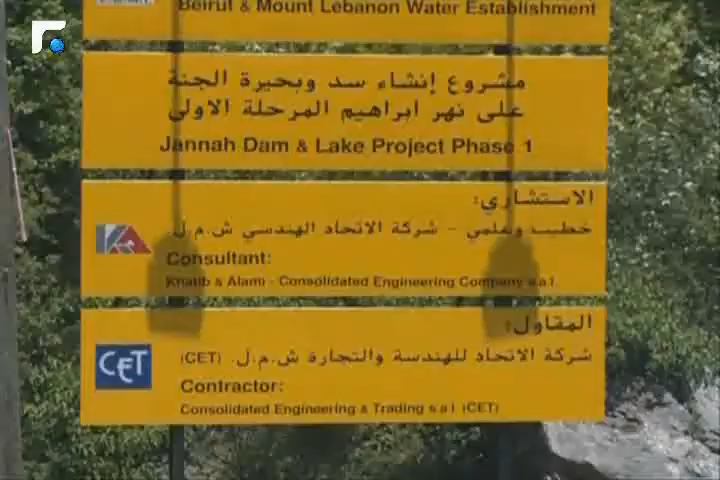 Beirut & Mount Lebanon Water Establishment
مشروع إنشاء سد وبحيرة الجنة
على نهر ابراهيم المرحلة الاولى
Jannah Dam & Lake Project Phase 1
الاستشاري:
خطيب وعلمي - شركة الاتحاد الهندسي ش.م.ل.
Consultant:
Khatib & Alami - Consolidated Engineering Company s.a.l.
المقاول:
شركة الاتحاد للهندسة والتجارة ش.م.ل. (CET)
CET
Contractor:
Consolidated Engineering & Trading s.a.l (CET)